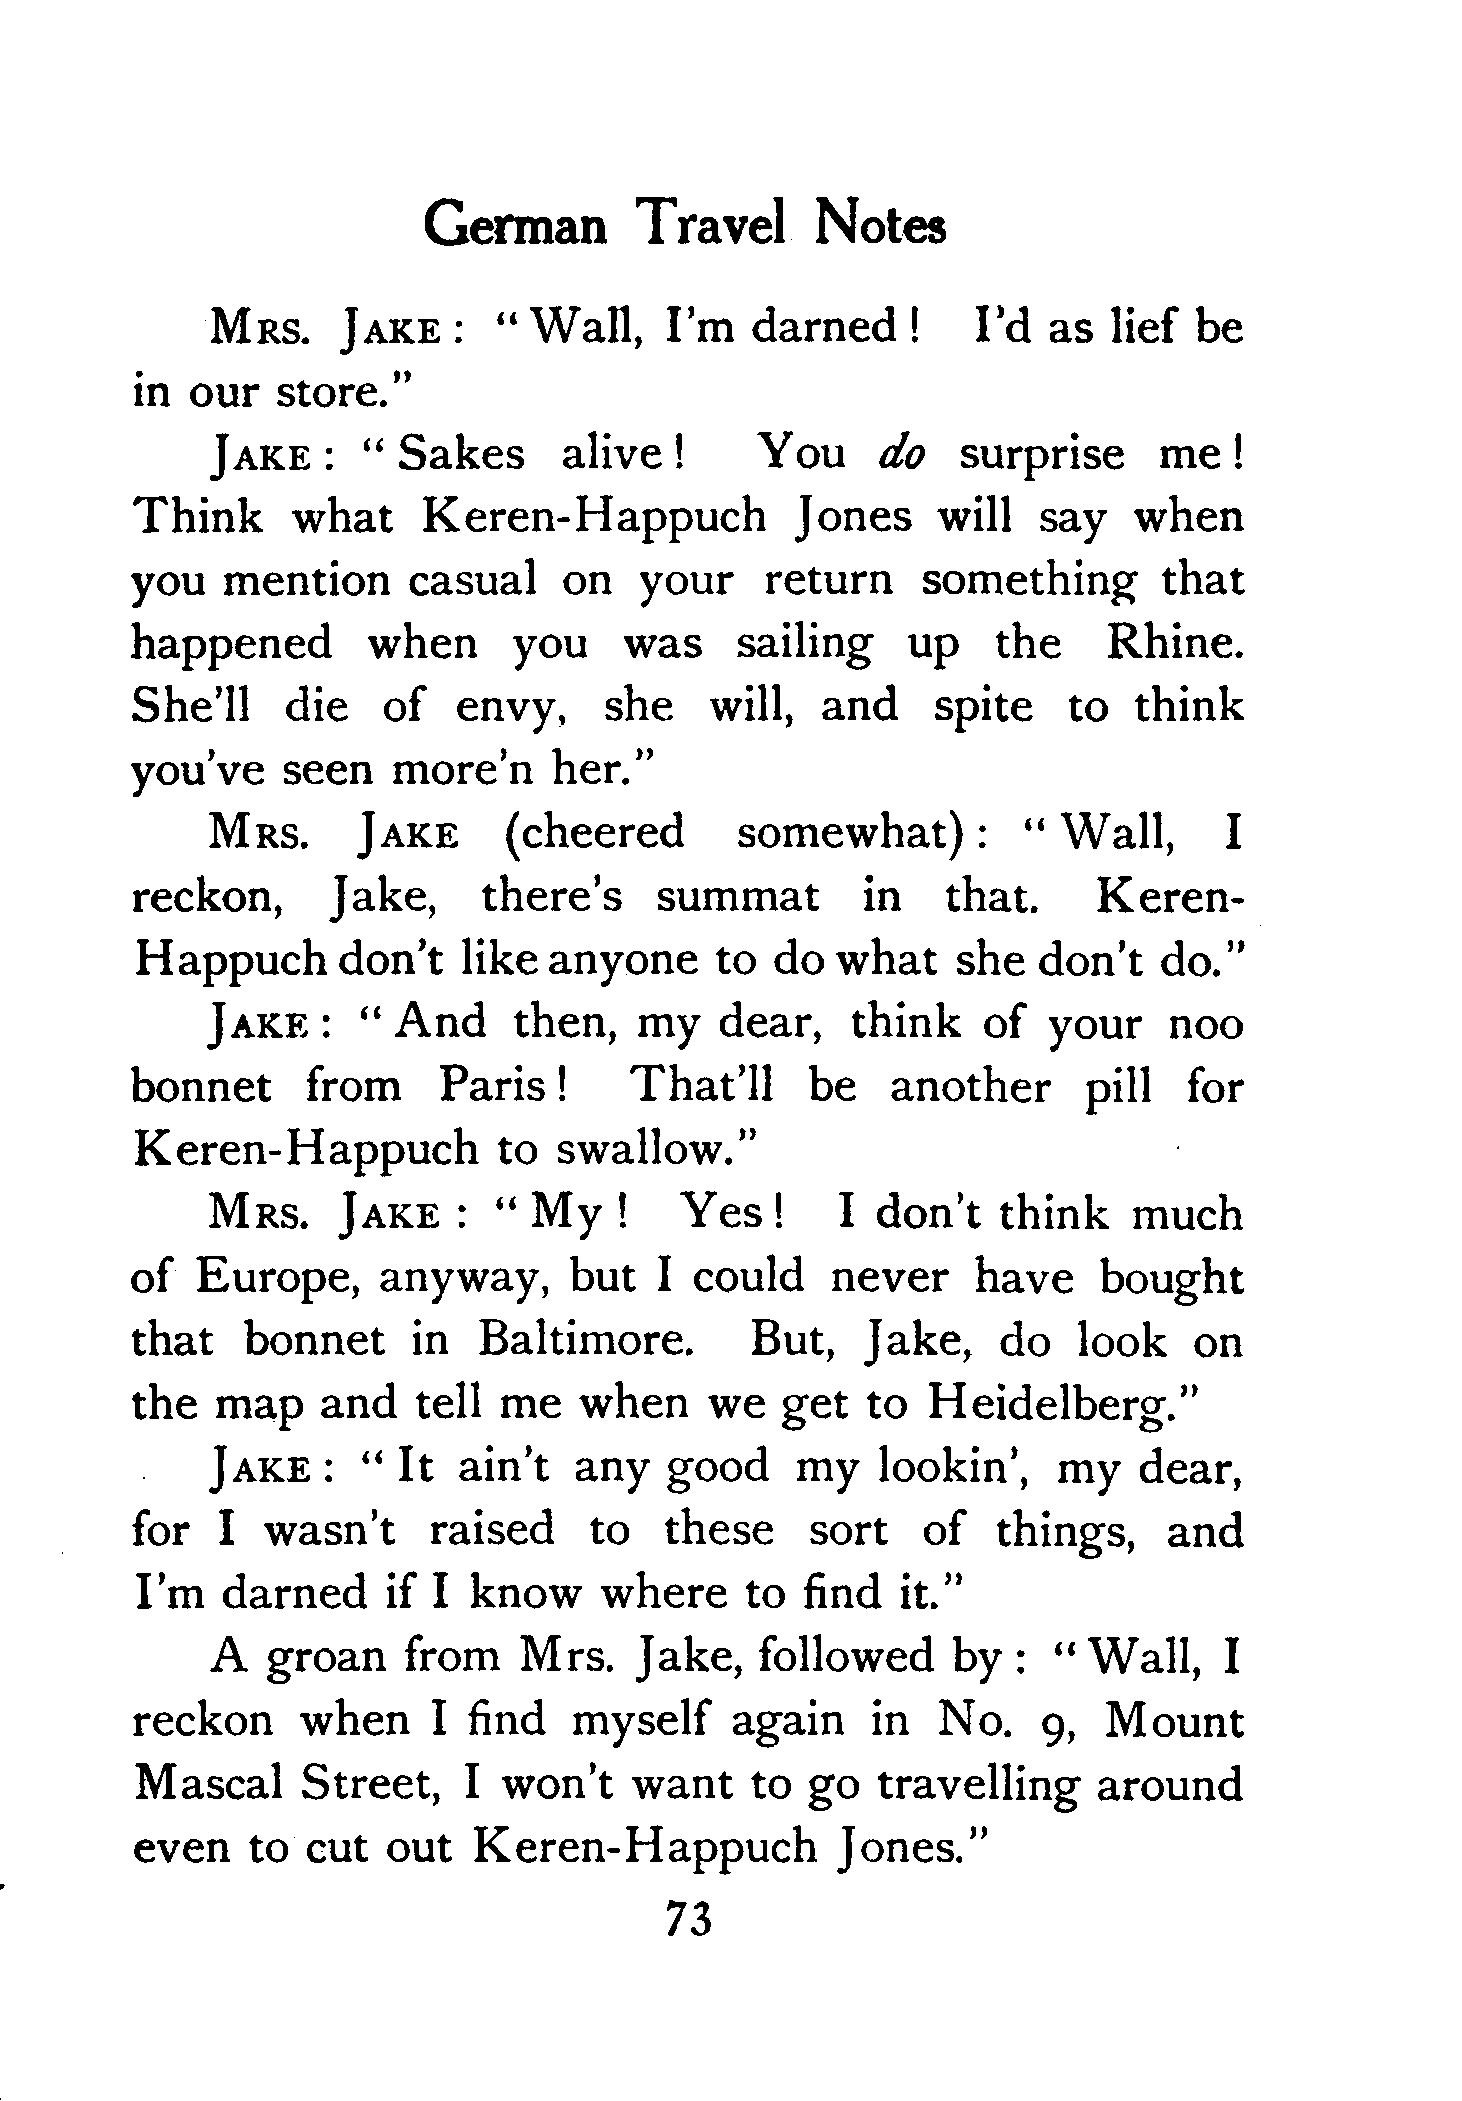 German Travel Notes
MRS. JAKE : “ Wall, I’m darned ! I’d as lief be
in our store.”
JAKE : “ Sakes alive ! You do surprise me !
Think what Keren-Happuch Jones will say when
you mention casual on your return something that
happened when you was sailing up the Rhine.
She’ll die of envy, she will, and spite to think
you’ve seen more’n her.”
MRS. JAKE (cheered somewhat) : “ Wall, I
reckon, Jake, there’s summat in that. Keren-
Happuch don’t like anyone to do what she don’t do.”
JAKE : “ And then, my dear, think of your noo
bonnet from Paris ! That’ll be another pill for
Keren-Happuch to swallow.”
MRS. JAKE : “ My ! Yes ! I don’t think much
of Europe, anyway, but I could never have bought
that bonnet in Baltimore. But, Jake, do look on
the map and tell me when we get to Heidelberg.”
JAKE : “ It ain’t any good my lookin’, my dear,
for I wasn’t raised to these sort of things, and
I’m darned if I know where to find it.”
A groan from Mrs. Jake, followed by : “ Wall, I
reckon when I find myself again in No. 9, Mount
Mascal Street, I won’t want to go travelling around
even to cut out Keren-Happuch Jones.”
73